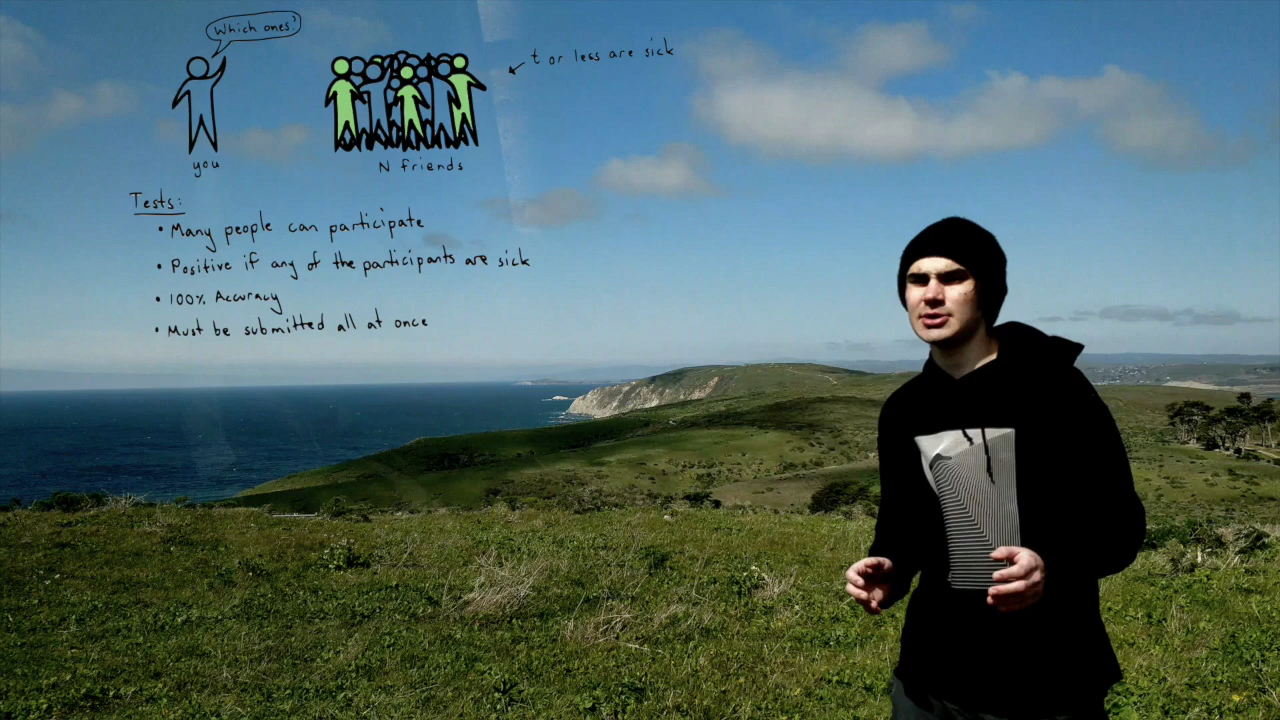 Which ones?
t or less are sick
you
N friends
Tests:
• Many people can participate
• Positive if any of the participants are sick
• 100% Accuracy
• Must be submitted all at once